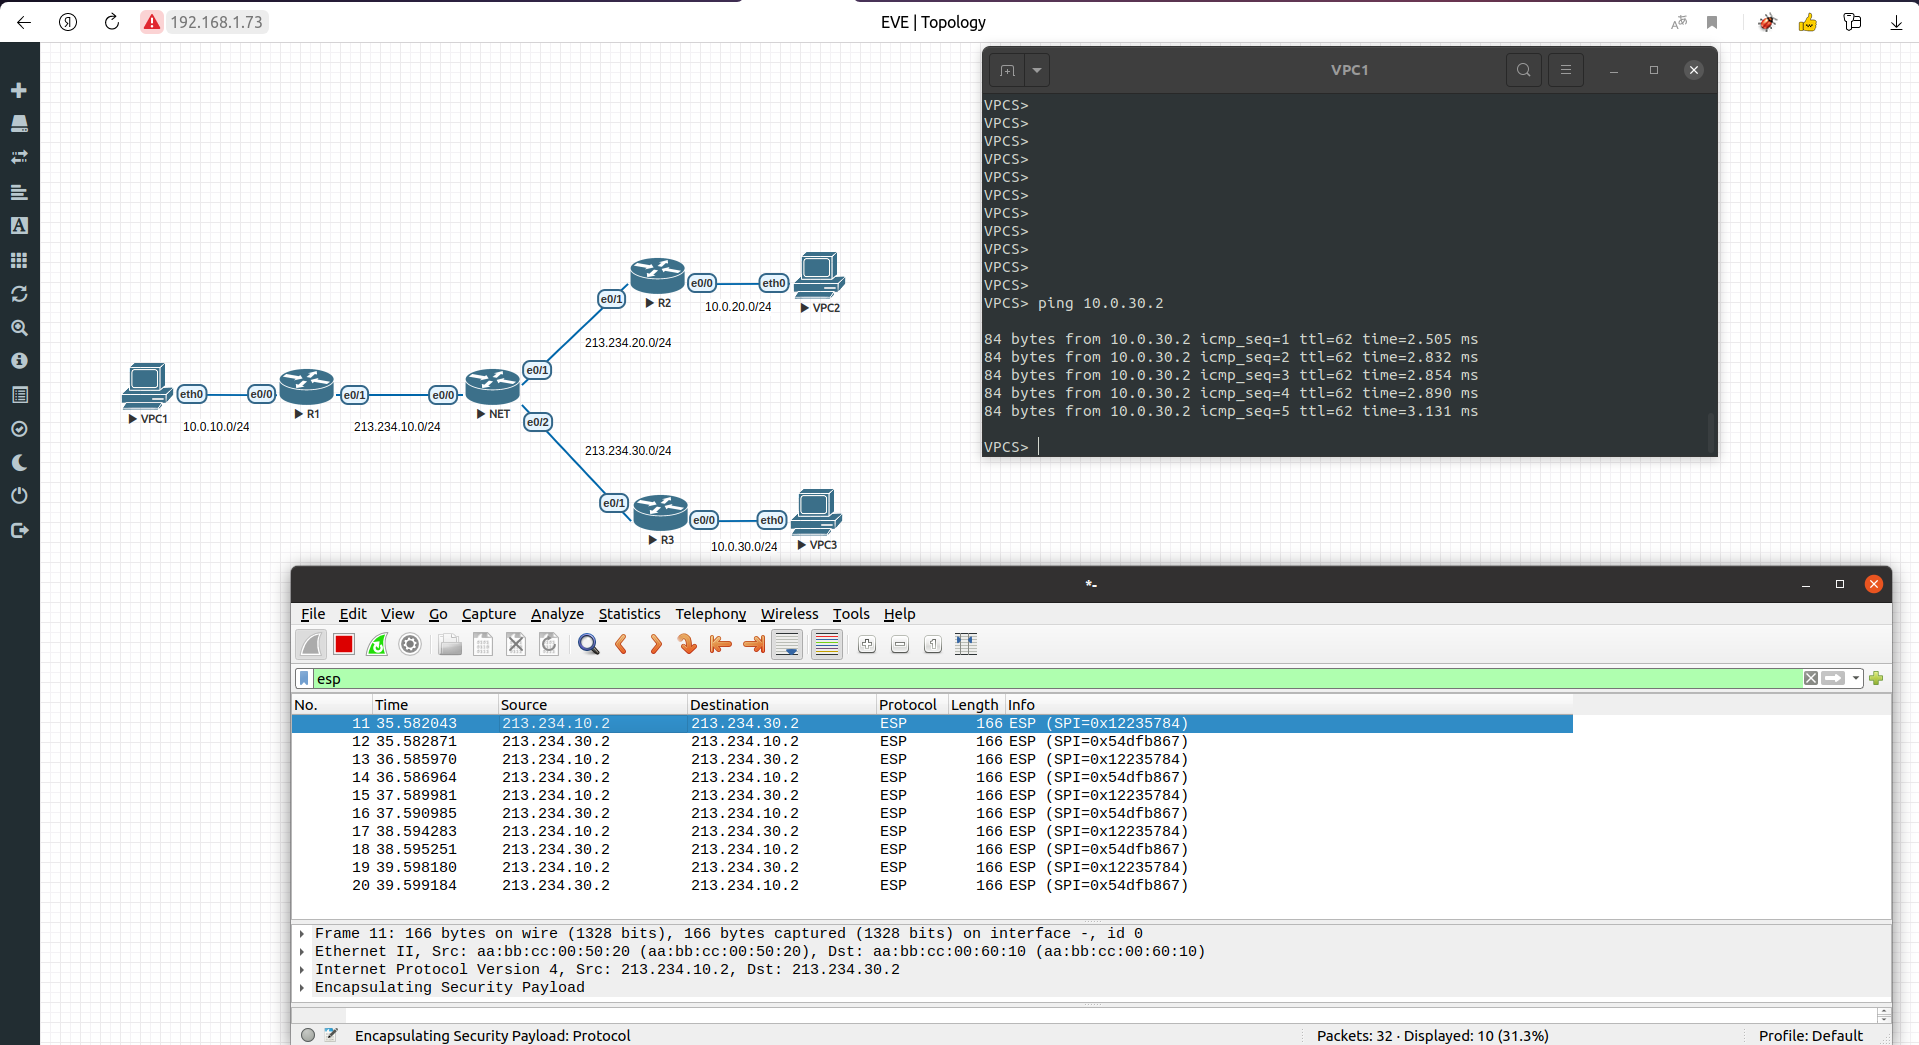 192.168.1.73
EVE | Topology
VPC1
VPCS>
VPCS>
VPCS>
VPCS>
VPCS>
VPCS>
VPCS>
VPCS>
VPCS>
VPCS>
VPCS>
VPCS> ping 10.0.30.2
84 bytes from 10.0.30.2 icmp_seq=1 ttl=62 time=2.505 ms
84 bytes from 10.0.30.2 icmp_seq=2 ttl=62 time=2.832 ms
84 bytes from 10.0.30.2 icmp_seq=3 ttl=62 time=2.854 ms
84 bytes from 10.0.30.2 icmp_seq=4 ttl=62 time=2.890 ms
84 bytes from 10.0.30.2 icmp_seq=5 ttl=62 time=3.131 ms
VPCS>
e0/1
R2
e0/0
eth0
VPC2
10.0.20.0/24
213.234.20.0/24
VPC1
eth0
e0/0
R1
e0/1
e0/0
NET
e0/1
e0/2
10.0.10.0/24
213.234.10.0/24
213.234.30.0/24
e0/1
R3
e0/0
eth0
VPC3
10.0.30.0/24
*-
File Edit View Go Capture Analyze Statistics Telephony Wireless Tools Help
esp
No. Time Source Destination Protocol Length Info
11 35.582043 213.234.10.2 213.234.30.2 ESP 166 ESP (SPI=0x12235784)
12 35.582871 213.234.30.2 213.234.10.2 ESP 166 ESP (SPI=0x54dfb867)
13 36.585970 213.234.10.2 213.234.30.2 ESP 166 ESP (SPI=0x12235784)
14 36.586964 213.234.30.2 213.234.10.2 ESP 166 ESP (SPI=0x54dfb867)
15 37.589981 213.234.10.2 213.234.30.2 ESP 166 ESP (SPI=0x12235784)
16 37.590985 213.234.30.2 213.234.10.2 ESP 166 ESP (SPI=0x54dfb867)
17 38.594283 213.234.10.2 213.234.30.2 ESP 166 ESP (SPI=0x12235784)
18 38.595251 213.234.30.2 213.234.10.2 ESP 166 ESP (SPI=0x54dfb867)
19 39.598180 213.234.10.2 213.234.30.2 ESP 166 ESP (SPI=0x12235784)
20 39.599184 213.234.30.2 213.234.10.2 ESP 166 ESP (SPI=0x54dfb867)
Frame 11: 166 bytes on wire (1328 bits), 166 bytes captured (1328 bits) on interface -, id 0
Ethernet II, Src: aa:bb:cc:00:50:20 (aa:bb:cc:00:50:20), Dst: aa:bb:cc:00:60:10 (aa:bb:cc:00:60:10)
Internet Protocol Version 4, Src: 213.234.10.2, Dst: 213.234.30.2
Encapsulating Security Payload
Encapsulating Security Payload: Protocol
Packets: 32 · Displayed: 10 (31.3%)
Profile: Default